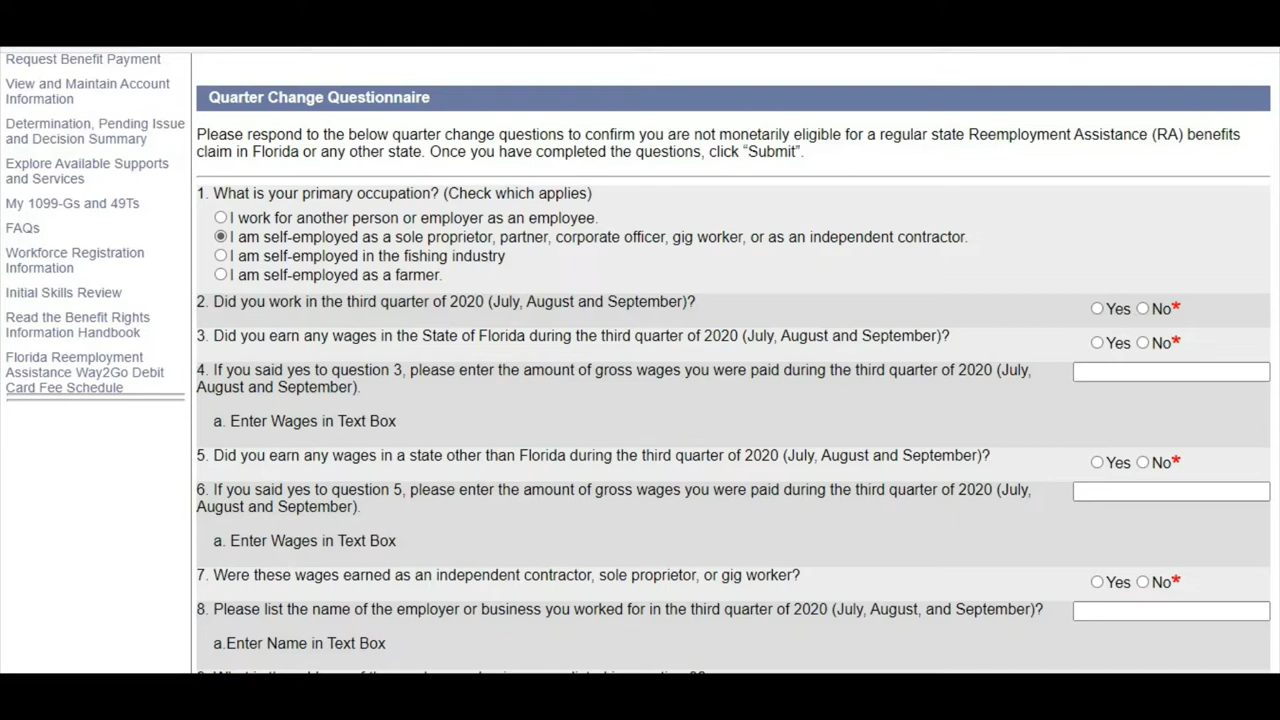 Request Benefit Payment
View and Maintain Account
Information
Determination, Pending Issue
and Decision Summary
Explore Available Supports
and Services
My 1099-Gs and 49Ts
FAQs
Workforce Registration
Information
Initial Skills Review
Read the Benefit Rights
Information Handbook
Florida Reemployment
Assistance Way2Go Debit
Card Fee Schedule
Quarter Change Questionnaire
Please respond to the below quarter change questions to confirm you are not monetarily eligible for a regular state Reemployment Assistance (RA) benefits
claim in Florida or any other state. Once you have completed the questions, click “Submit”.
1. What is your primary occupation? (Check which applies)
I work for another person or employer as an employee.
I am self-employed as a sole proprietor, partner, corporate officer, gig worker, or as an independent contractor.
I am self-employed in the fishing industry
I am self-employed as a farmer.
2. Did you work in the third quarter of 2020 (July, August and September)?
Yes No*
3. Did you earn any wages in the State of Florida during the third quarter of 2020 (July, August and September)?
Yes No*
4. If you said yes to question 3, please enter the amount of gross wages you were paid during the third quarter of 2020 (July,
August and September).
a. Enter Wages in Text Box
5. Did you earn any wages in a state other than Florida during the third quarter of 2020 (July, August and September)?
Yes No*
6. If you said yes to question 5, please enter the amount of gross wages you were paid during the third quarter of 2020 (July,
August and September).
a. Enter Wages in Text Box
7. Were these wages earned as an independent contractor, sole proprietor, or gig worker?
Yes No*
8. Please list the name of the employer or business you worked for in the third quarter of 2020 (July, August, and September)?
a.Enter Name in Text Box